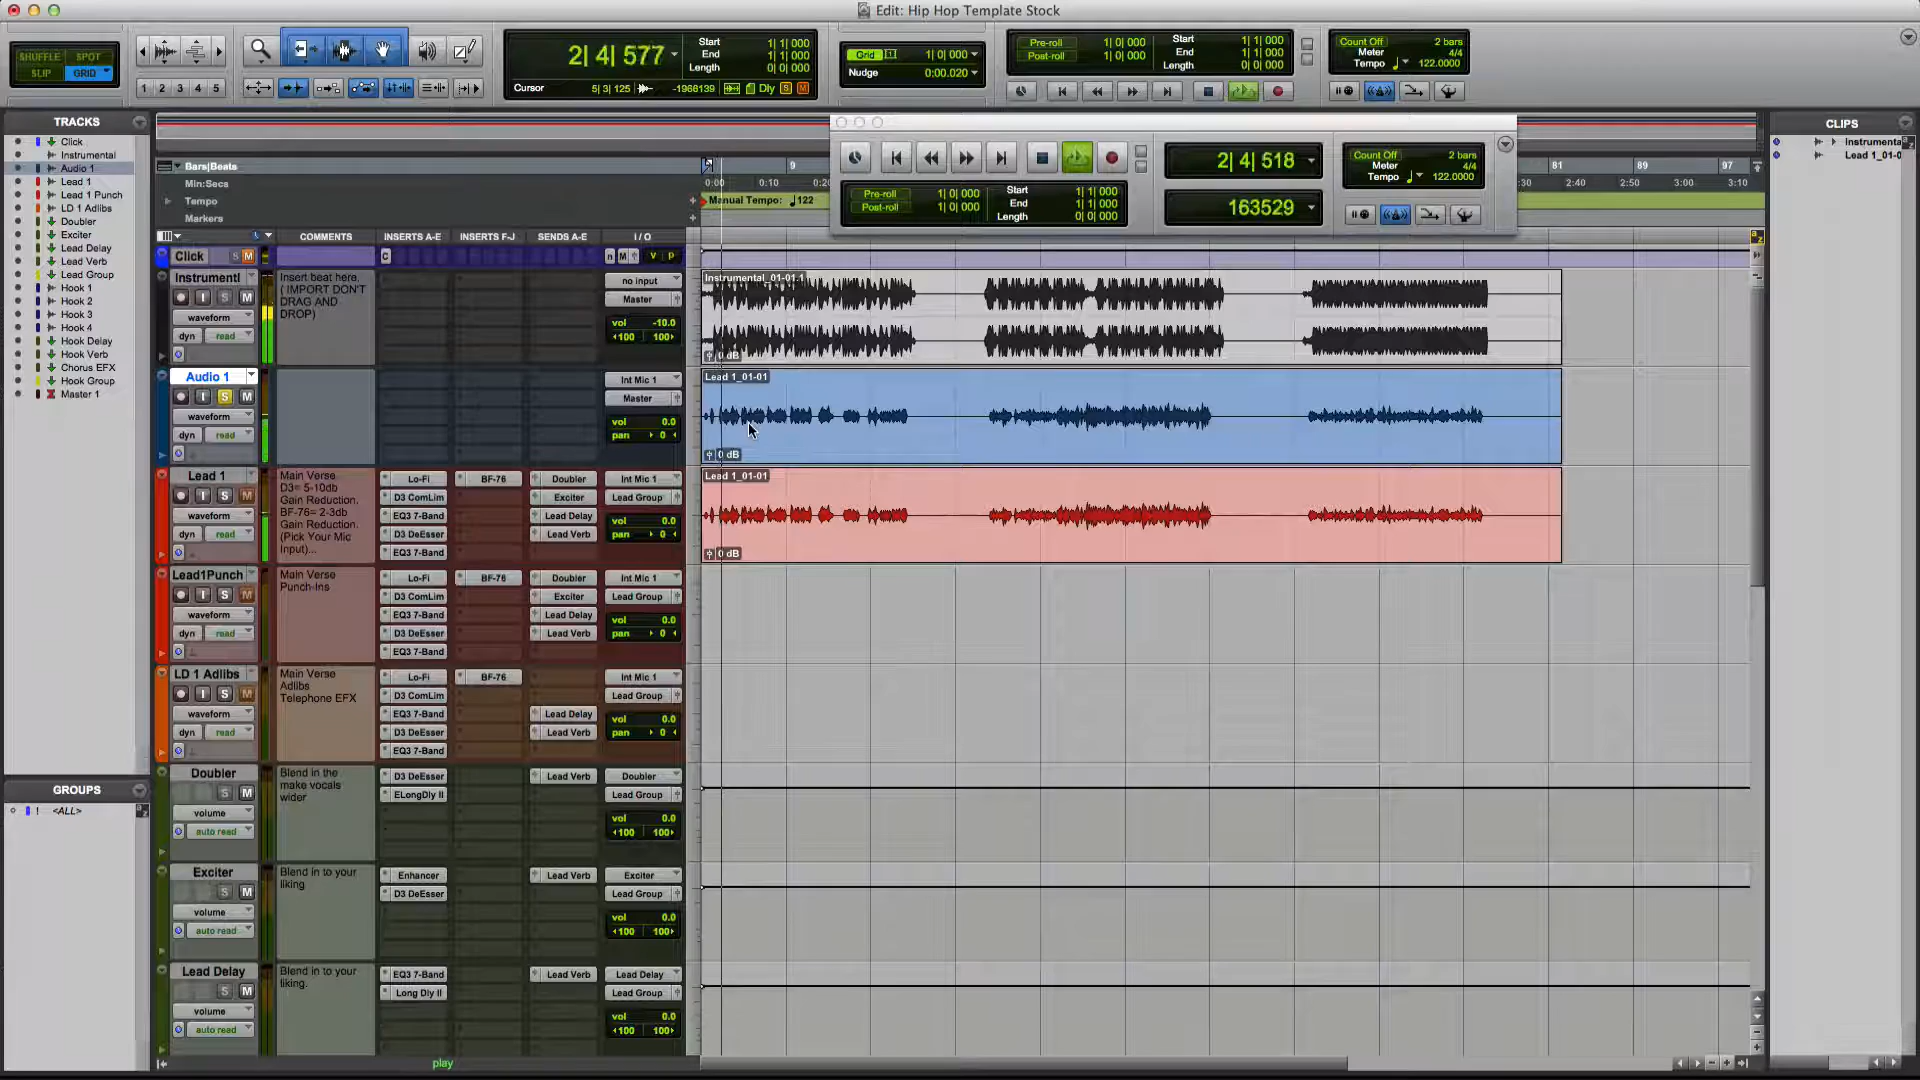 Edit: Hip Hop Template Stock
SHUFFLE SPOT
SLIP GRID
1 2 3 4 5
2| 4| 577
Start 1| 1| 000
End 1| 1| 000
Length 0| 0| 000
Cursor 5| 3| 125 -1966139 Dly S M
Grid 1| 0| 000
Nudge 0:00.020
Pre-roll 1| 0| 000
Post-roll 1| 0| 000
Start 1| 1| 000
End 1| 1| 000
Length 0| 0| 000
Count Off 2 bars
Meter 4/4
Tempo 122.0000
TRACKS
Click
Instrumental
Audio 1
Lead 1
Lead 1 Punch
LD 1 Adlibs
Doubler
Exciter
Lead Delay
Lead Verb
Lead Group
Hook 1
Hook 2
Hook 3
Hook 4
Hook Delay
Hook Verb
Chorus EFX
Hook Group
Master 1
GROUPS
! <ALL>
CLIPS
Instrumenta
Lead 1_01-0
Bars|Beats 9 81 89 97
Min:Secs 0:00 0:10 0:20 :30 2:40 2:50 3:00 3:10
Tempo Manual Tempo: 122
Markers
2| 4| 518
163529
Pre-roll 1| 0| 000
Post-roll 1| 0| 000
Start 1| 1| 000
End 1| 1| 000
Length 0| 0| 000
Count Off 2 bars
Meter 4/4
Tempo 122.0000
COMMENTS INSERTS A-E INSERTS F-J SENDS A-E I / O
Click S M C n M V P
Instrumentl
I S M
waveform
dyn read
Insert beat here.
( IMPORT DON'T
DRAG AND
DROP)
no input
Master
vol -10.0
100 100
Instrumental_01-01.1
0 dB
Audio 1
I S M
waveform
dyn read
Int Mic 1
Master
vol 0.0
pan 0
Lead 1_01-01
0 dB
Lead 1
I S M
waveform
dyn read
Main Verse
D3= 5-10db
Gain Reduction.
BF-76= 2-3db
Gain Reduction.
(Pick Your Mic
Input)...
Lo-Fi BF-76 Doubler Int Mic 1
D3 ComLim Exciter Lead Group
EQ3 7-Band Lead Delay vol 0.0
D3 DeEsser Lead Verb pan 0
EQ3 7-Band
Lead 1_01-01
0 dB
Lead1Punch
I S M
waveform
dyn read
Main Verse
Punch-Ins
Lo-Fi BF-76 Doubler Int Mic 1
D3 ComLim Exciter Lead Group
EQ3 7-Band Lead Delay vol 0.0
D3 DeEsser Lead Verb pan 0
EQ3 7-Band
LD 1 Adlibs
I S M
waveform
dyn read
Main Verse
Adlibs
Telephone EFX
Lo-Fi BF-76 Int Mic 1
D3 ComLim Lead Group
EQ3 7-Band Lead Delay vol 0.0
D3 DeEsser Lead Verb pan 0
EQ3 7-Band
Doubler
S M
volume
auto read
Blend in the
make vocals
wider
D3 DeEsser Lead Verb Doubler
ELongDly II Lead Group
vol 0.0
100 100
Exciter
S M
volume
auto read
Blend in to your
liking
Enhancer Lead Verb Exciter
D3 DeEsser Lead Group
vol 0.0
100 100
Lead Delay
S M
volume
auto read
Blend in to your
liking.
EQ3 7-Band Lead Verb Lead Delay
Long Dly II Lead Group
vol 0.0
100 100
play